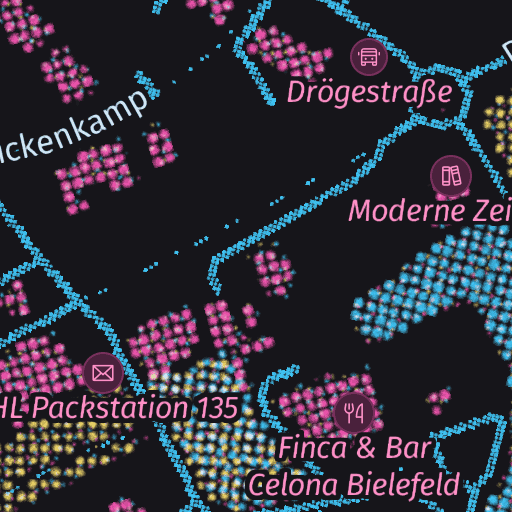 Drögestraße
ckenkamp
Moderne Zei
HL Packstation 135
Finca & Bar
Celona Bielefeld